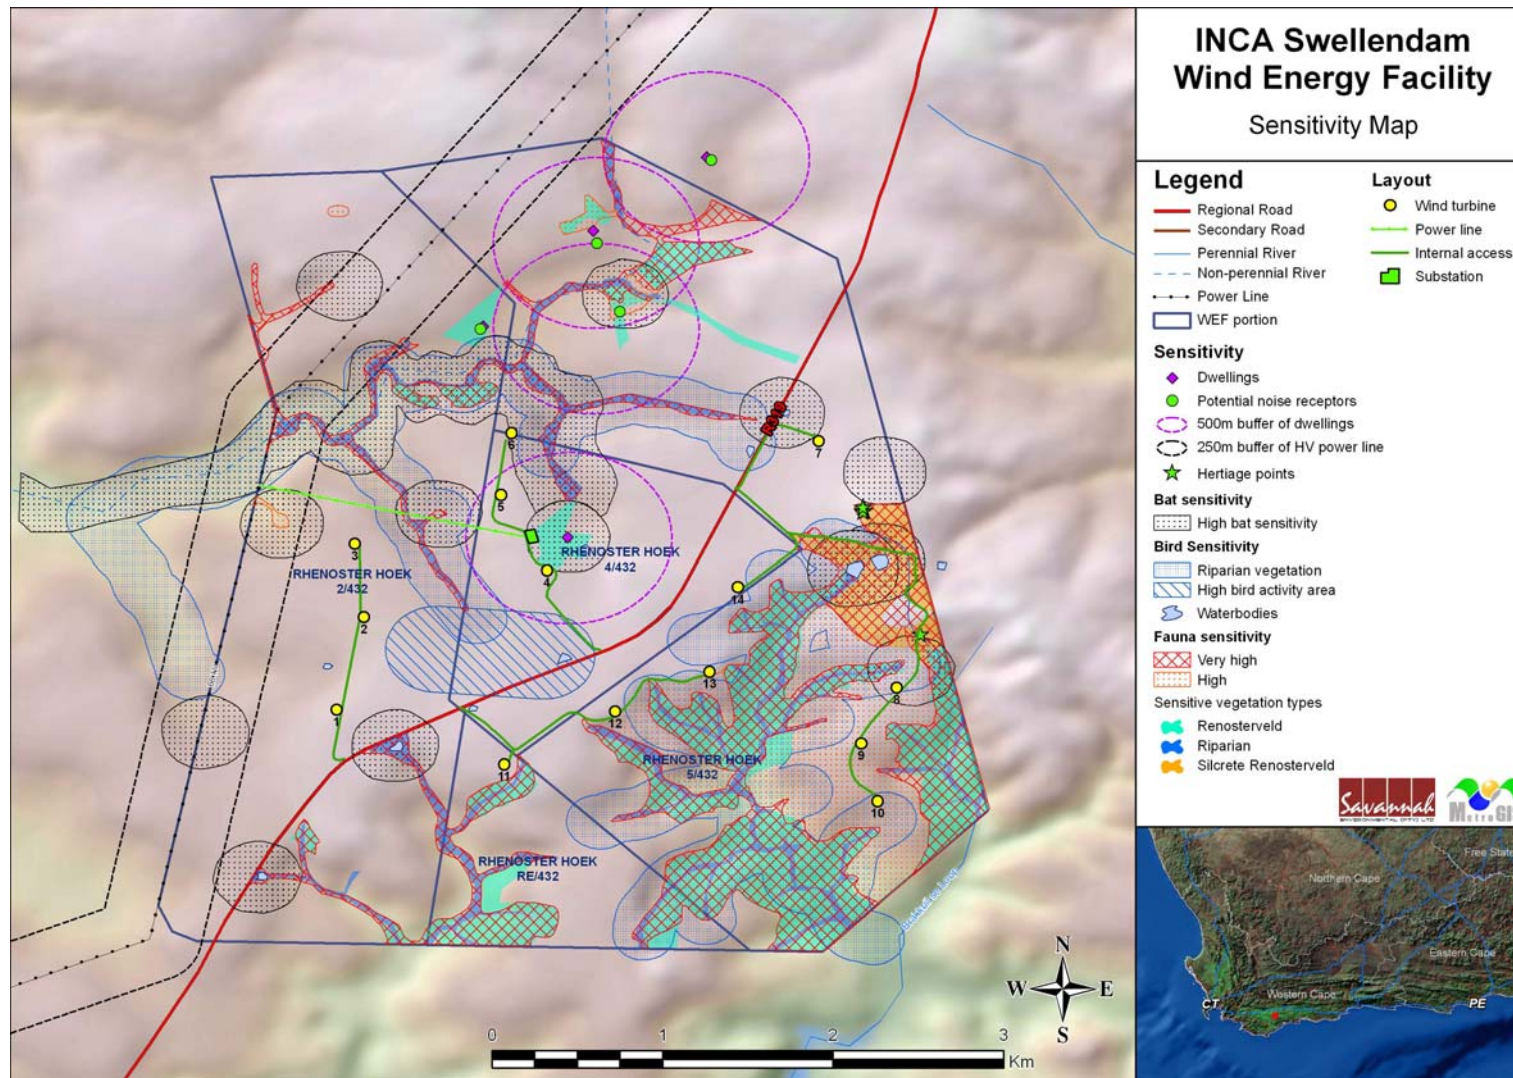 INCA Swellendam
Wind Energy Facility
Sensitivity Map
Legend
Regional Road
Secondary Road
Perennial River
Non-perennial River
Power Line
WEF portion
Layout
Wind turbine
Power line
Internal access
Substation
Sensitivity
Dwellings
Potential noise receptors
500m buffer of dwellings
250m buffer of HV power line
Hertiage points
Bat sensitivity
High bat sensitivity
Bird Sensitivity
Riparian vegetation
High bird activity area
Waterbodies
Fauna sensitivity
Very high
High
Sensitive vegetation types
Renosterveld
Riparian
Silcrete Renosterveld
Savannah
ENVIRONMENTAL (PTY) LTD
MetroGI
Free State
Northern Cape
Eastern Cape
Western Cape
CT
PE
6
7
5
3
RHENOSTER HOEK
4/432
RHENOSTER HOEK
2/432
4
14
2
13
8
1
12
9
RHENOSTER HOEK
5/432
11
10
RHENOSTER HOEK
RE/432
N
W
E
S
0
1
2
3
Km